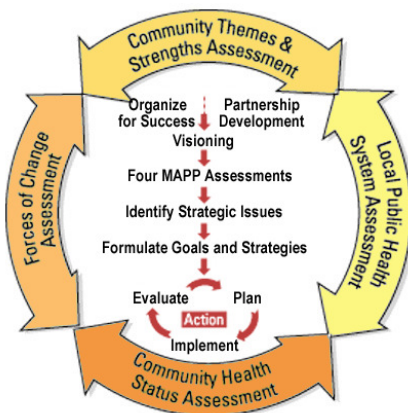 Community Themes &
Strengths Assessment
Organize
for Success
Partnership
Development
Visioning
Four MAPP Assessments
Identify Strategic Issues
Formulate Goals and Strategies
Evaluate
Plan
Action
Implement
Forces of Change
Assessment
Local Public Health
System Assessment
Community Health
Status Assessment